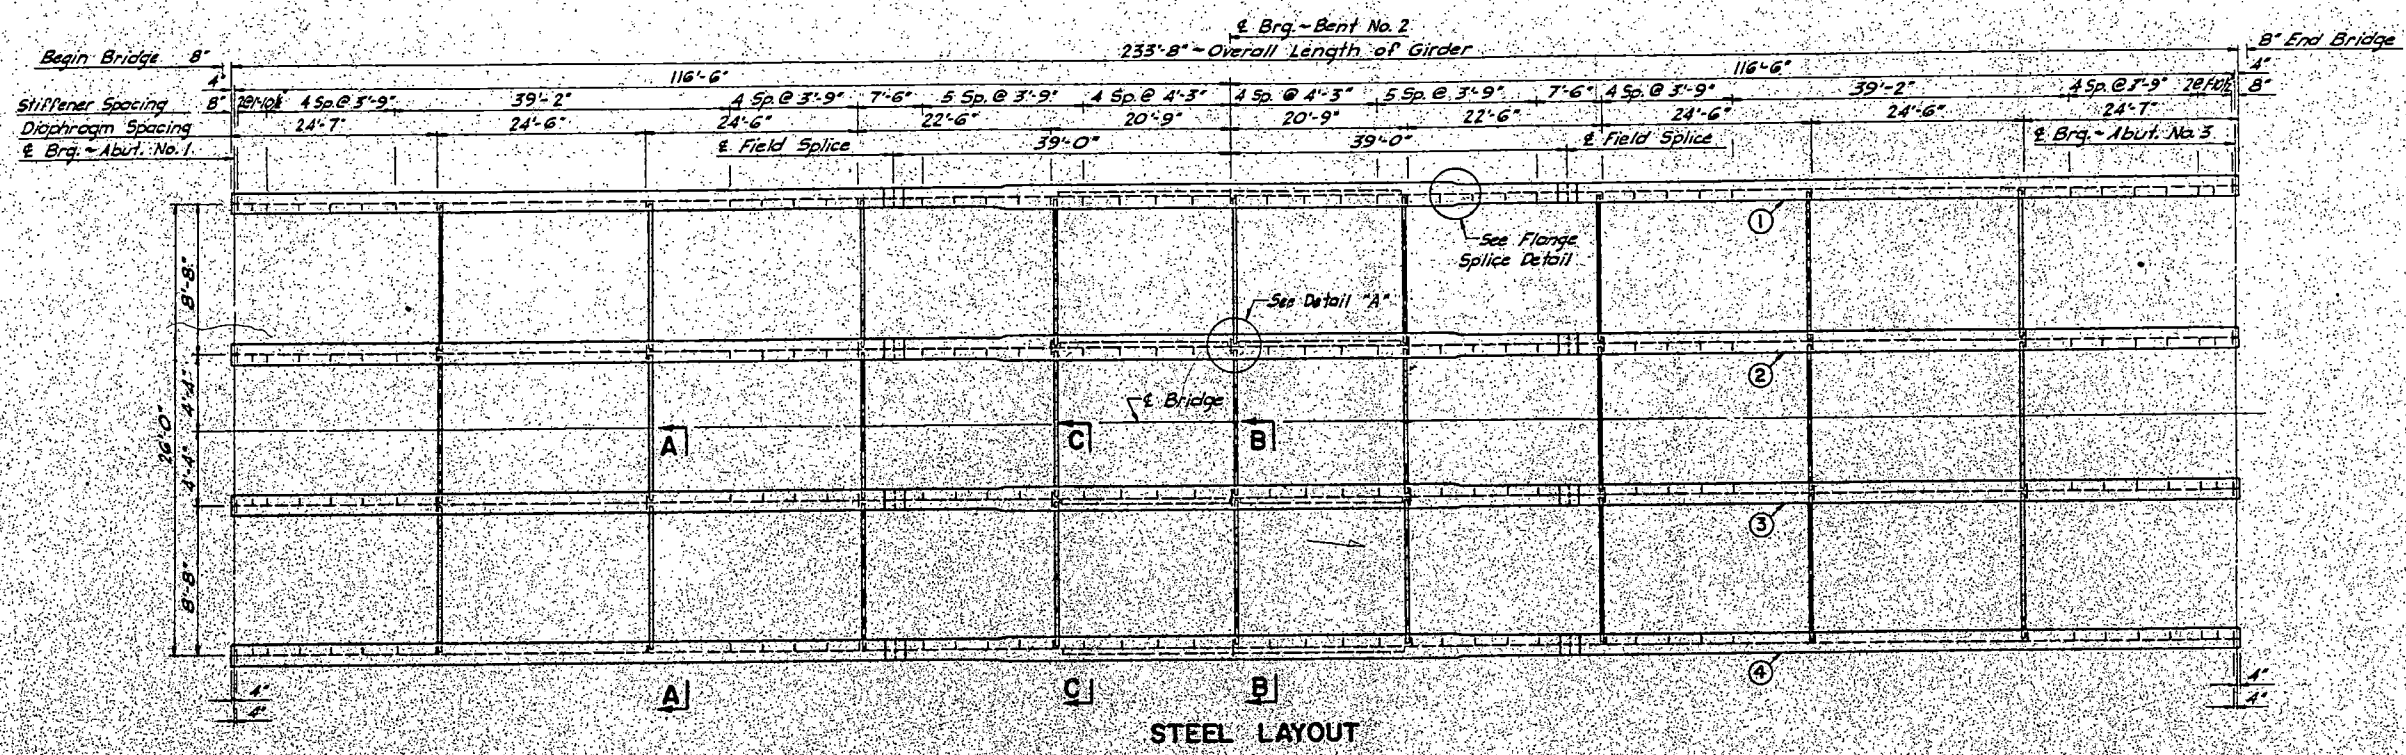 ℄ Brg.~Bent No. 2
233'-8"~Overall Length of Girder
Begin Bridge 8"
8" End Bridge
116'-6" 116'-6"
4" 4"
Stiffener Spacing 8" 4 Sp.@ 3'-9" 39'-2" 4 Sp.@ 3'-9" 7'-6" 5 Sp.@ 3'-9" 4 Sp.@ 4'-3" 4 Sp.@ 4'-3" 5 Sp.@ 3'-9" 7'-6" 4 Sp.@ 3'-9" 39'-2" 4 Sp.@ 3'-9" 8"
Diaphragm Spacing 24'-7" 24'-6" 24'-6" 22'-6" 20'-9" 20'-9" 22'-6" 24'-6" 24'-6" 24'-7"
℄ Brg.~Abut. No. 1 ℄ Field Splice 39'-0" 39'-0" ℄ Field Splice ℄ Brg.~Abut. No. 3
1
See Flange
Splice Detail
8'-8"
See Detail "A"
2
26'-0"
4'-4"
℄ Bridge
A C B
4'-4"
3
8'-8"
4
4" 4"
4" 4"
A C B
STEEL LAYOUT